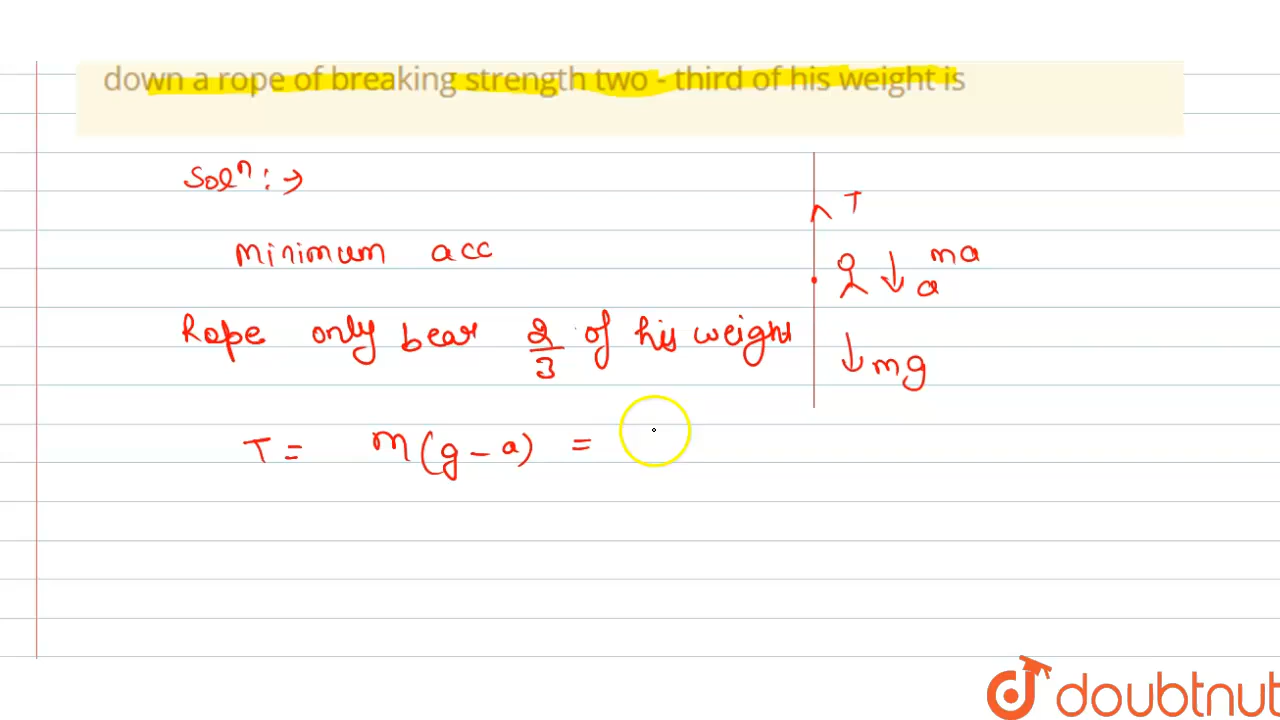 down a rope of breaking strength two - third of his weight is
Solⁿ : →
Minimum acc
Rope only bear 2/3 of his weight
T = m(g - a) =
T
ma
a
mg
doubtnut